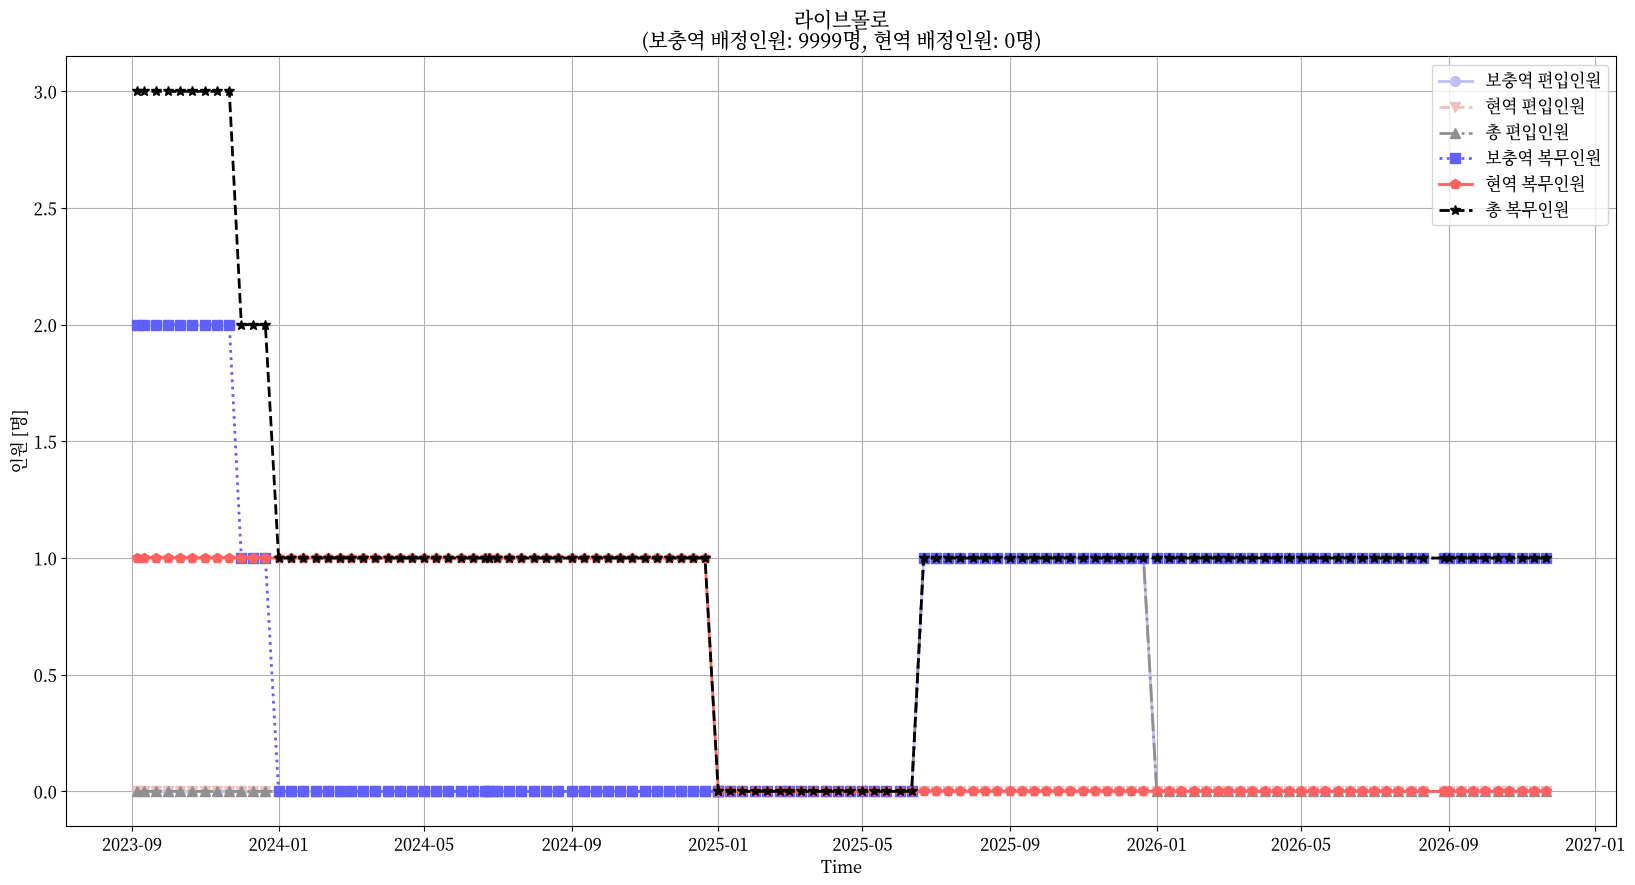 라이브몰로
(보충역 배정인원: 9999명, 현역 배정인원: 0명)
보충역 편입인원
현역 편입인원
총 편입인원
보충역 복무인원
현역 복무인원
총 복무인원
인원 [명]
3.0
2.5
2.0
1.5
1.0
0.5
0.0
2023-09
2024-01
2024-05
2024-09
2025-01
2025-05
2025-09
2026-01
2026-05
2026-09
2027-01
Time